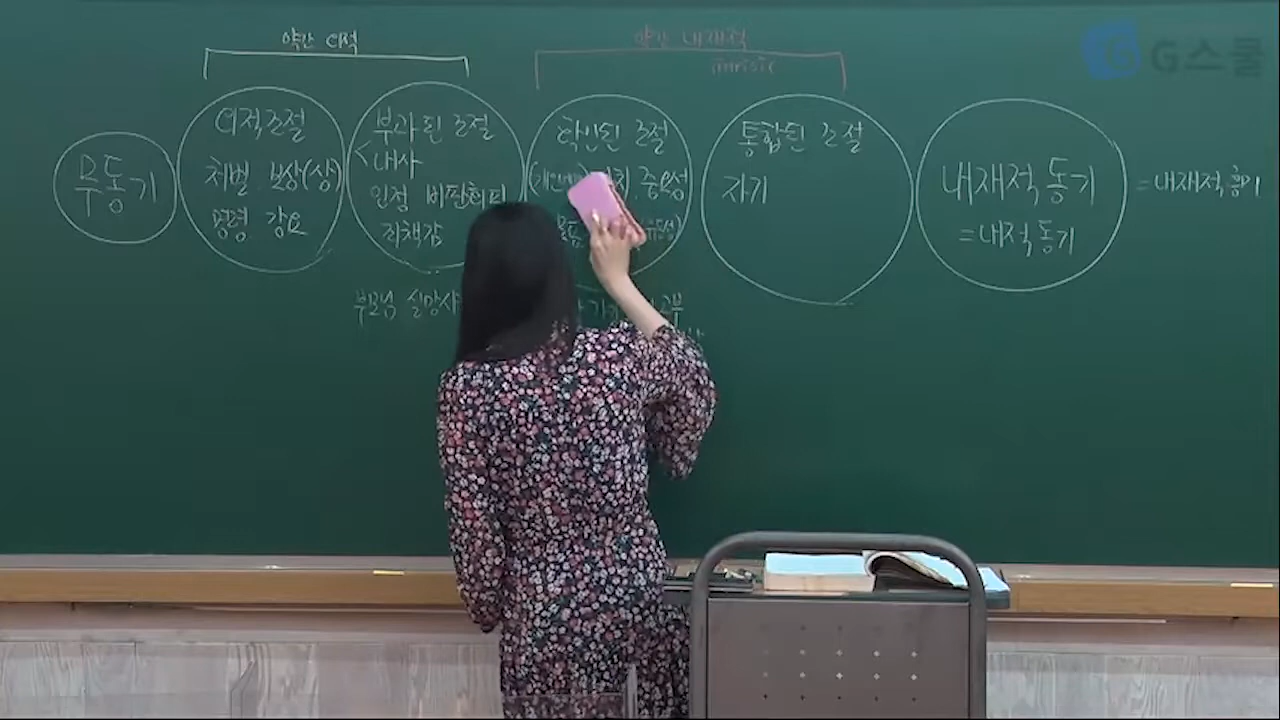 약간 외적
약간 내재적
G스쿨
무동기
외적조절
처벌 보상(상)
명령 강요
부과된 조절
<내사
인정 비판회피
죄책감
확인된 조절
중요성
통합된 조절
자기
내재적 동기
=내적동기
=내재적 흥미
부모님 실망시